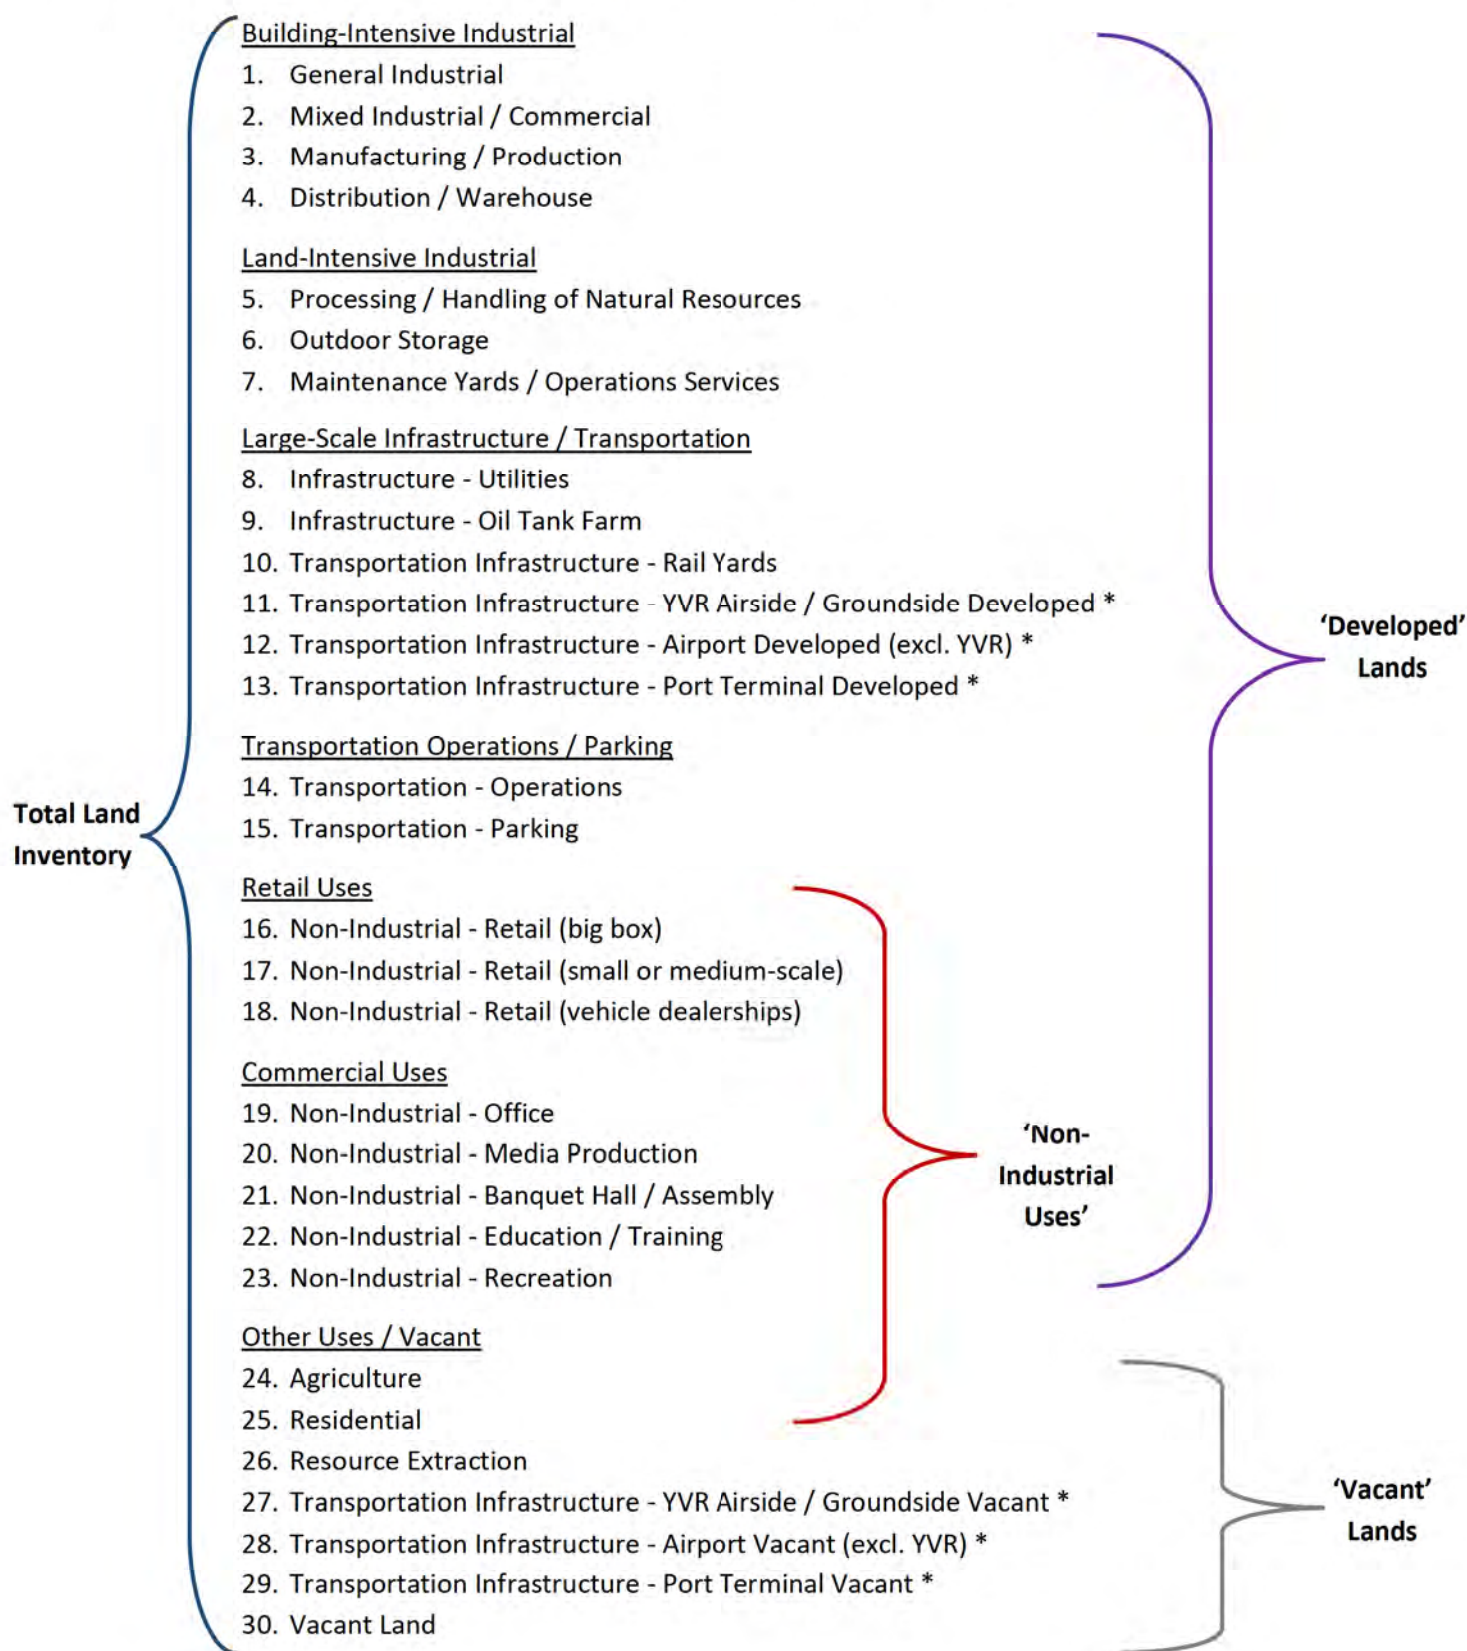 Building-Intensive Industrial
1. General Industrial
2. Mixed Industrial / Commercial
3. Manufacturing / Production
4. Distribution / Warehouse
Land-Intensive Industrial
5. Processing / Handling of Natural Resources
6. Outdoor Storage
7. Maintenance Yards / Operations Services
Large-Scale Infrastructure / Transportation
8. Infrastructure - Utilities
9. Infrastructure - Oil Tank Farm
10. Transportation Infrastructure - Rail Yards
11. Transportation Infrastructure - YVR Airside / Groundside Developed *
12. Transportation Infrastructure - Airport Developed (excl. YVR) *
13. Transportation Infrastructure - Port Terminal Developed *
Transportation Operations / Parking
14. Transportation - Operations
15. Transportation - Parking
Retail Uses
16. Non-Industrial - Retail (big box)
17. Non-Industrial - Retail (small or medium-scale)
18. Non-Industrial - Retail (vehicle dealerships)
Commercial Uses
19. Non-Industrial - Office
20. Non-Industrial - Media Production
21. Non-Industrial - Banquet Hall / Assembly
22. Non-Industrial - Education / Training
23. Non-Industrial - Recreation
Other Uses / Vacant
24. Agriculture
25. Residential
26. Resource Extraction
27. Transportation Infrastructure - YVR Airside / Groundside Vacant *
28. Transportation Infrastructure - Airport Vacant (excl. YVR) *
29. Transportation Infrastructure - Port Terminal Vacant *
30. Vacant Land
Total Land
Inventory
‘Non-
Industrial
Uses’
‘Developed’
Lands
‘Vacant’
Lands